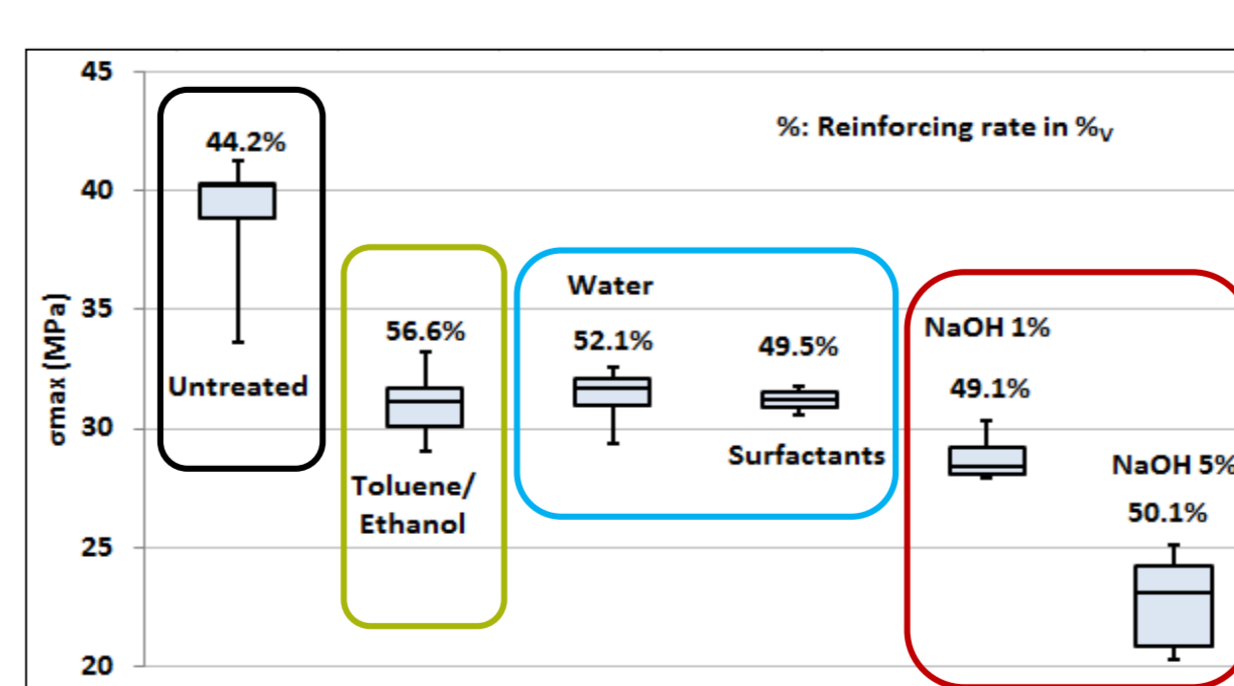 45
40
35
30
25
20
σmax (MPa)
%: Reinforcing rate in %V
44.2%
Untreated
56.6%
Toluene/
Ethanol
Water
52.1%
49.5%
Surfactants
NaOH 1%
49.1%
NaOH 5%
50.1%